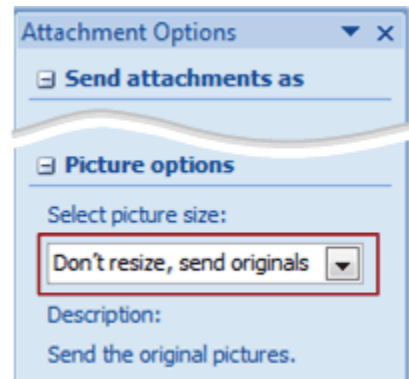 Attachment Options
Send attachments as
Picture options
Select picture size:
Don't resize, send originals
Description:
Send the original pictures.